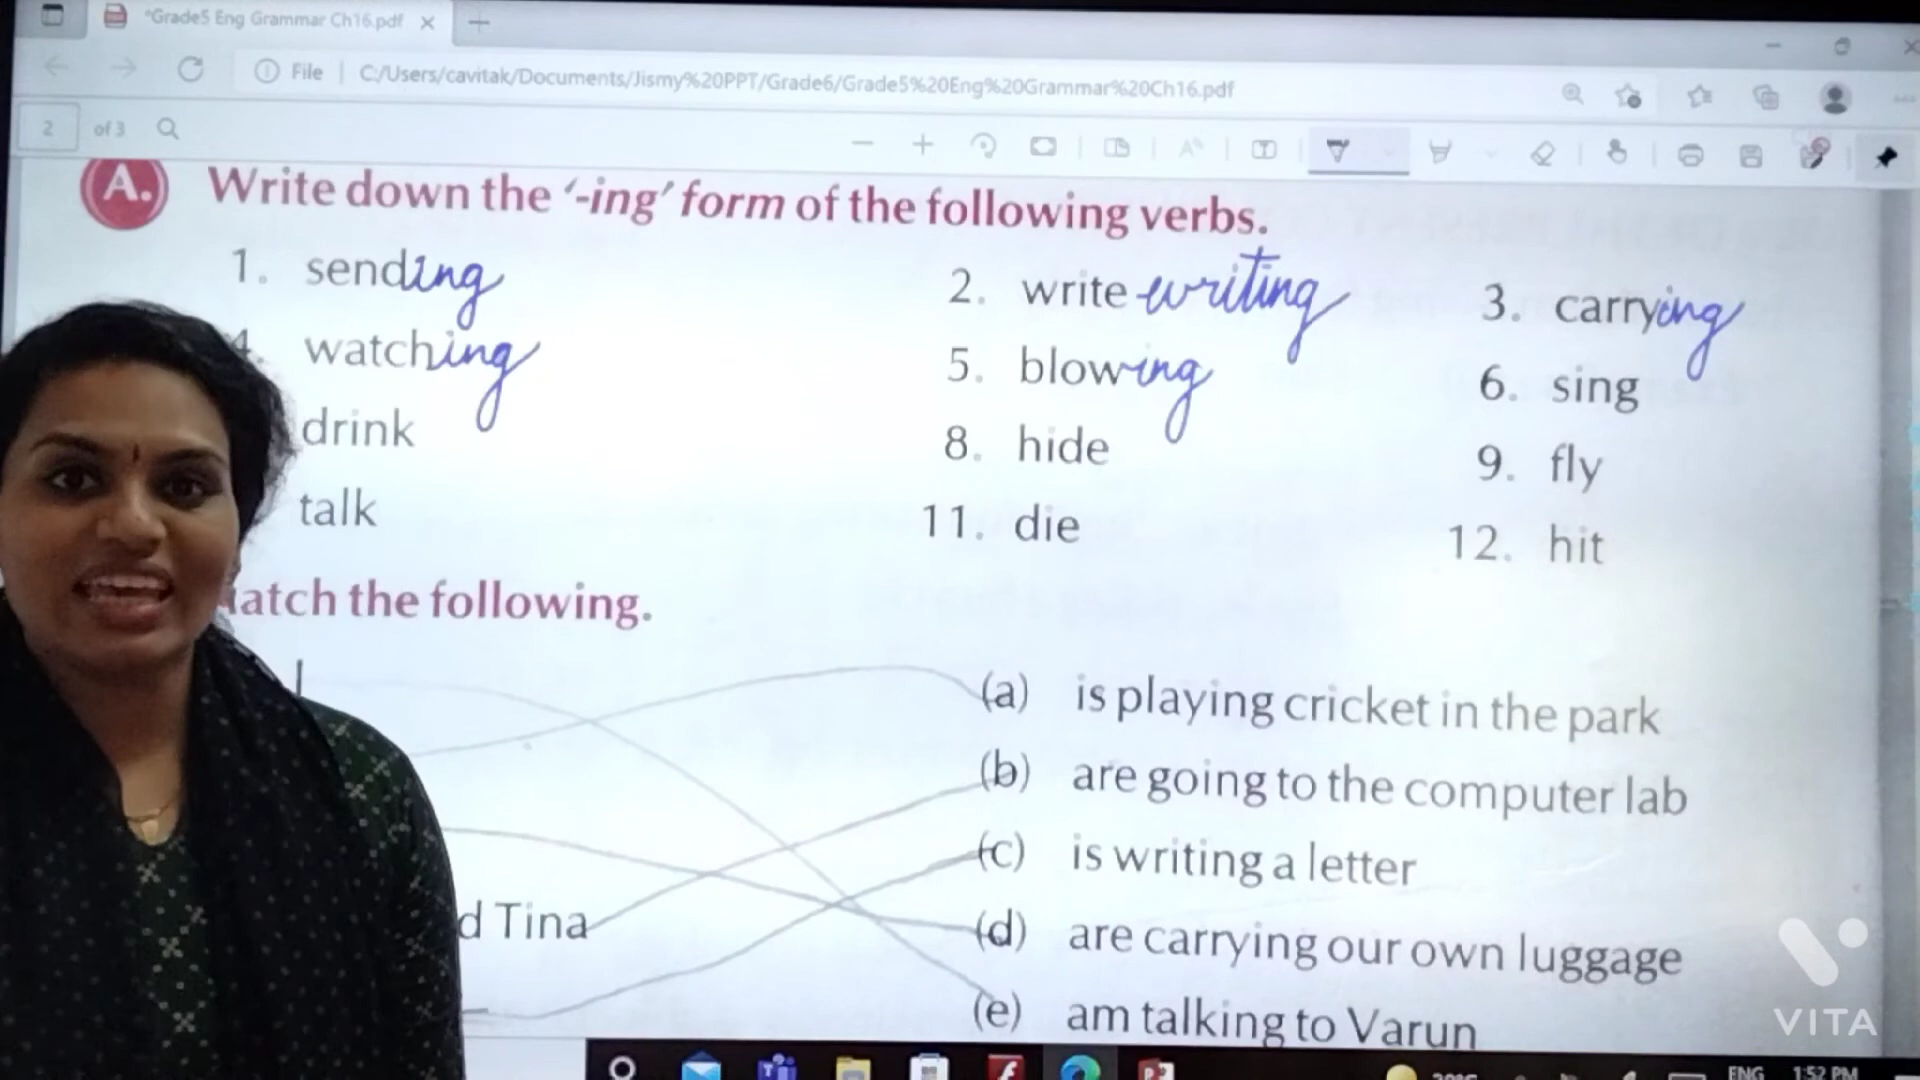 *Grade5 Eng Grammar Ch16.pdf
File | C:/Users/cavitak/Documents/Jismy%20PPT/Grade6/Grade5%20Eng%20Grammar%20Ch16.pdf
2 of 3
A. Write down the '-ing' form of the following verbs.
1. sending 2. write writing 3. carrying
4. watching 5. blowing 6. sing
drink 8. hide 9. fly
talk 11. die 12. hit
atch the following.
I (a) is playing cricket in the park
(b) are going to the computer lab
(c) is writing a letter
d Tina (d) are carrying our own luggage
(e) am talking to Varun
VITA
ENG 1:52 PM